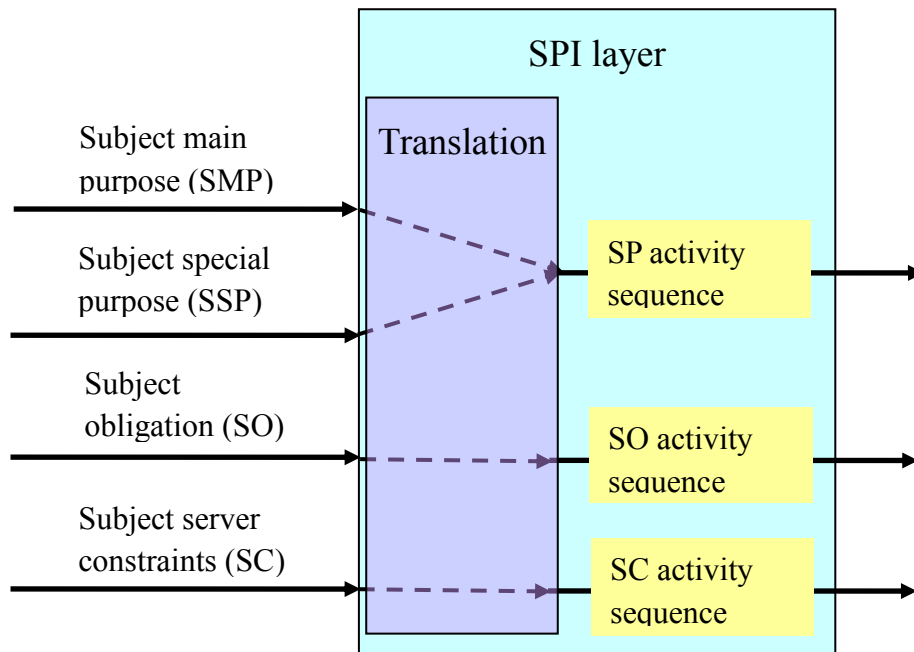 SPI layer
Translation
Subject main
purpose (SMP)
Subject special
purpose (SSP)
Subject
obligation (SO)
Subject server
constraints (SC)
SP activity
sequence
SO activity
sequence
SC activity
sequence